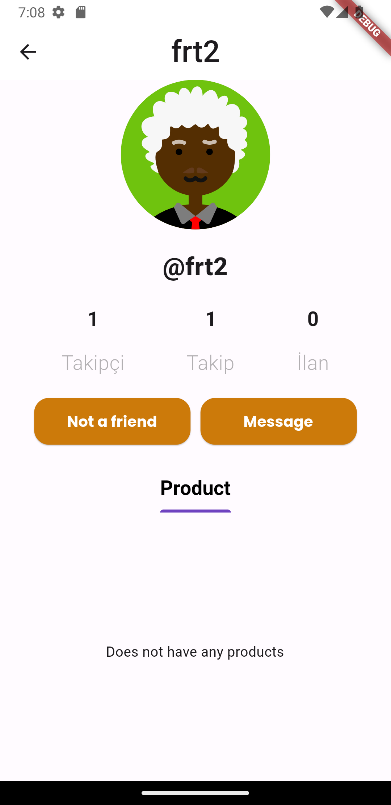 7:08
DEBUG
frt2
@frt2
1 1 0
Takipçi Takip İlan
Not a friend Message
Product
Does not have any products